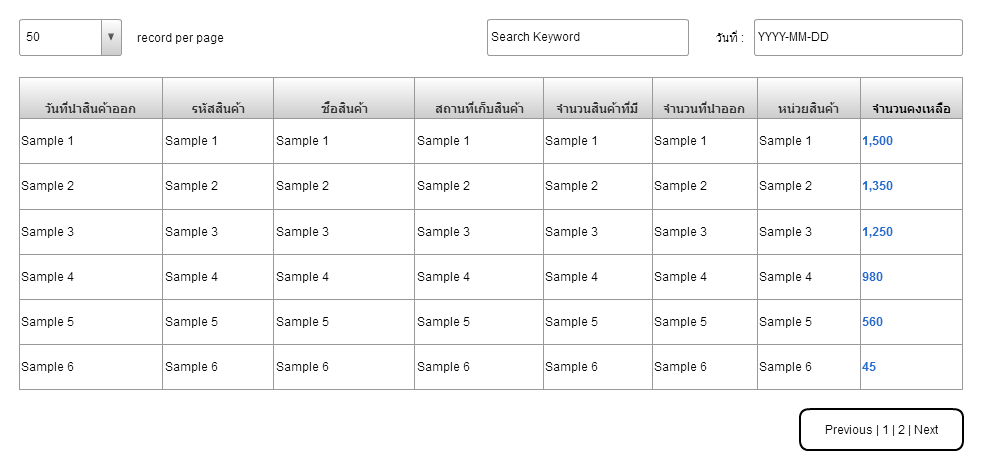 50 ▼ record per page Search Keyword วันที่ : YYYY-MM-DD
วันที่นำสินค้าออก รหัสสินค้า ชื่อสินค้า สถานที่เก็บสินค้า จำนวนสินค้าที่มี จำนวนที่นำออก หน่วยสินค้า จำนวนคงเหลือ
Sample 1 Sample 1 Sample 1 Sample 1 Sample 1 Sample 1 Sample 1 1,500
Sample 2 Sample 2 Sample 2 Sample 2 Sample 2 Sample 2 Sample 2 1,350
Sample 3 Sample 3 Sample 3 Sample 3 Sample 3 Sample 3 Sample 3 1,250
Sample 4 Sample 4 Sample 4 Sample 4 Sample 4 Sample 4 Sample 4 980
Sample 5 Sample 5 Sample 5 Sample 5 Sample 5 Sample 5 Sample 5 560
Sample 6 Sample 6 Sample 6 Sample 6 Sample 6 Sample 6 Sample 6 45
Previous | 1 | 2 | Next